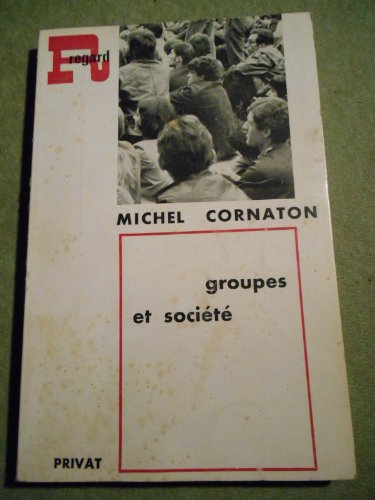 R
regard
MICHEL CORNATON
groupes
et société
PRIVAT